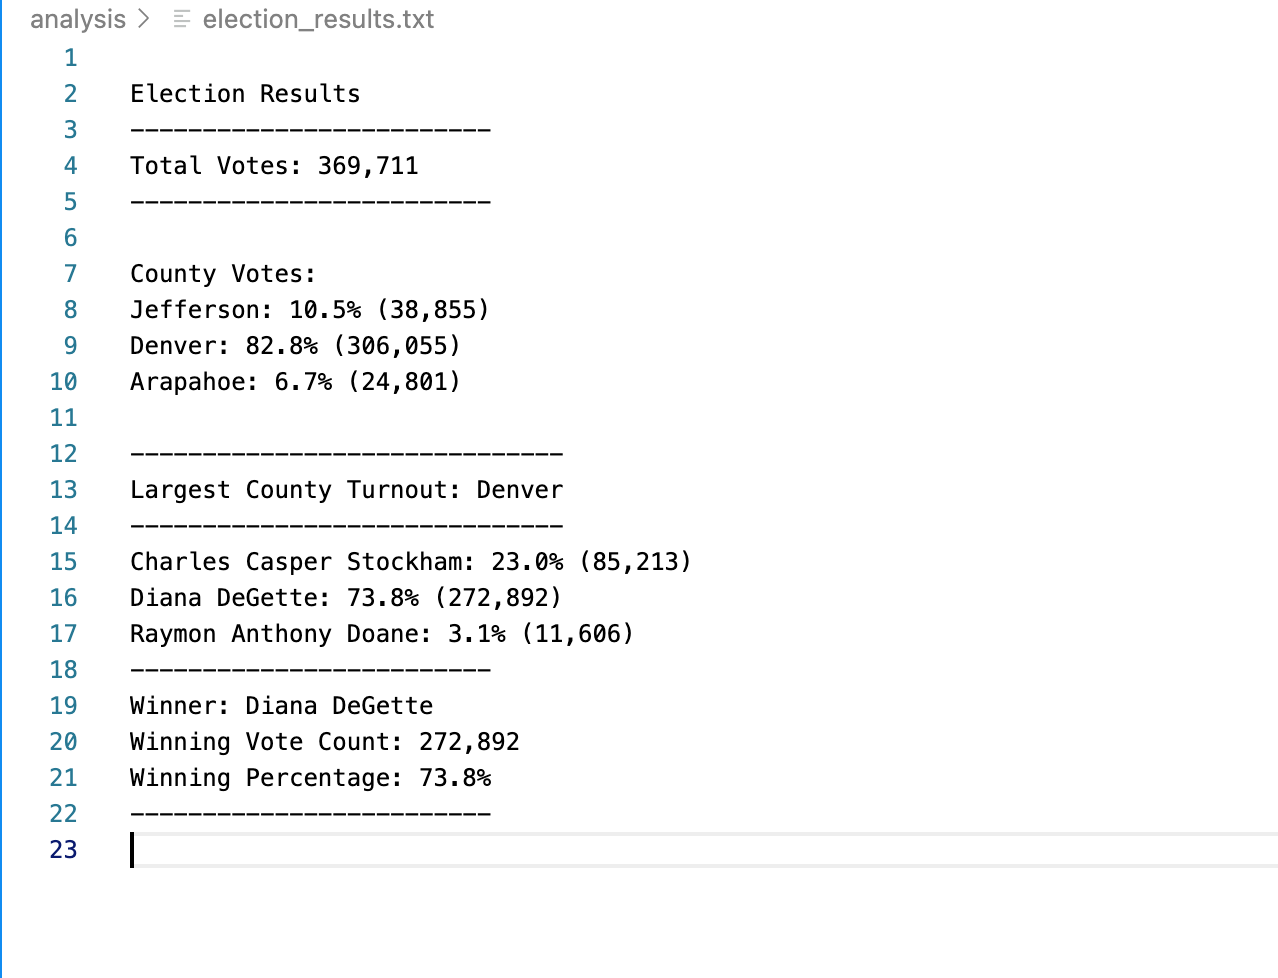 analysis > election_results.txt
1
2 Election Results
3 -------------------------
4 Total Votes: 369,711
5 -------------------------
6
7 County Votes:
8 Jefferson: 10.5% (38,855)
9 Denver: 82.8% (306,055)
10 Arapahoe: 6.7% (24,801)
11
12 ------------------------------
13 Largest County Turnout: Denver
14 ------------------------------
15 Charles Casper Stockham: 23.0% (85,213)
16 Diana DeGette: 73.8% (272,892)
17 Raymon Anthony Doane: 3.1% (11,606)
18 -------------------------
19 Winner: Diana DeGette
20 Winning Vote Count: 272,892
21 Winning Percentage: 73.8%
22 -------------------------
23